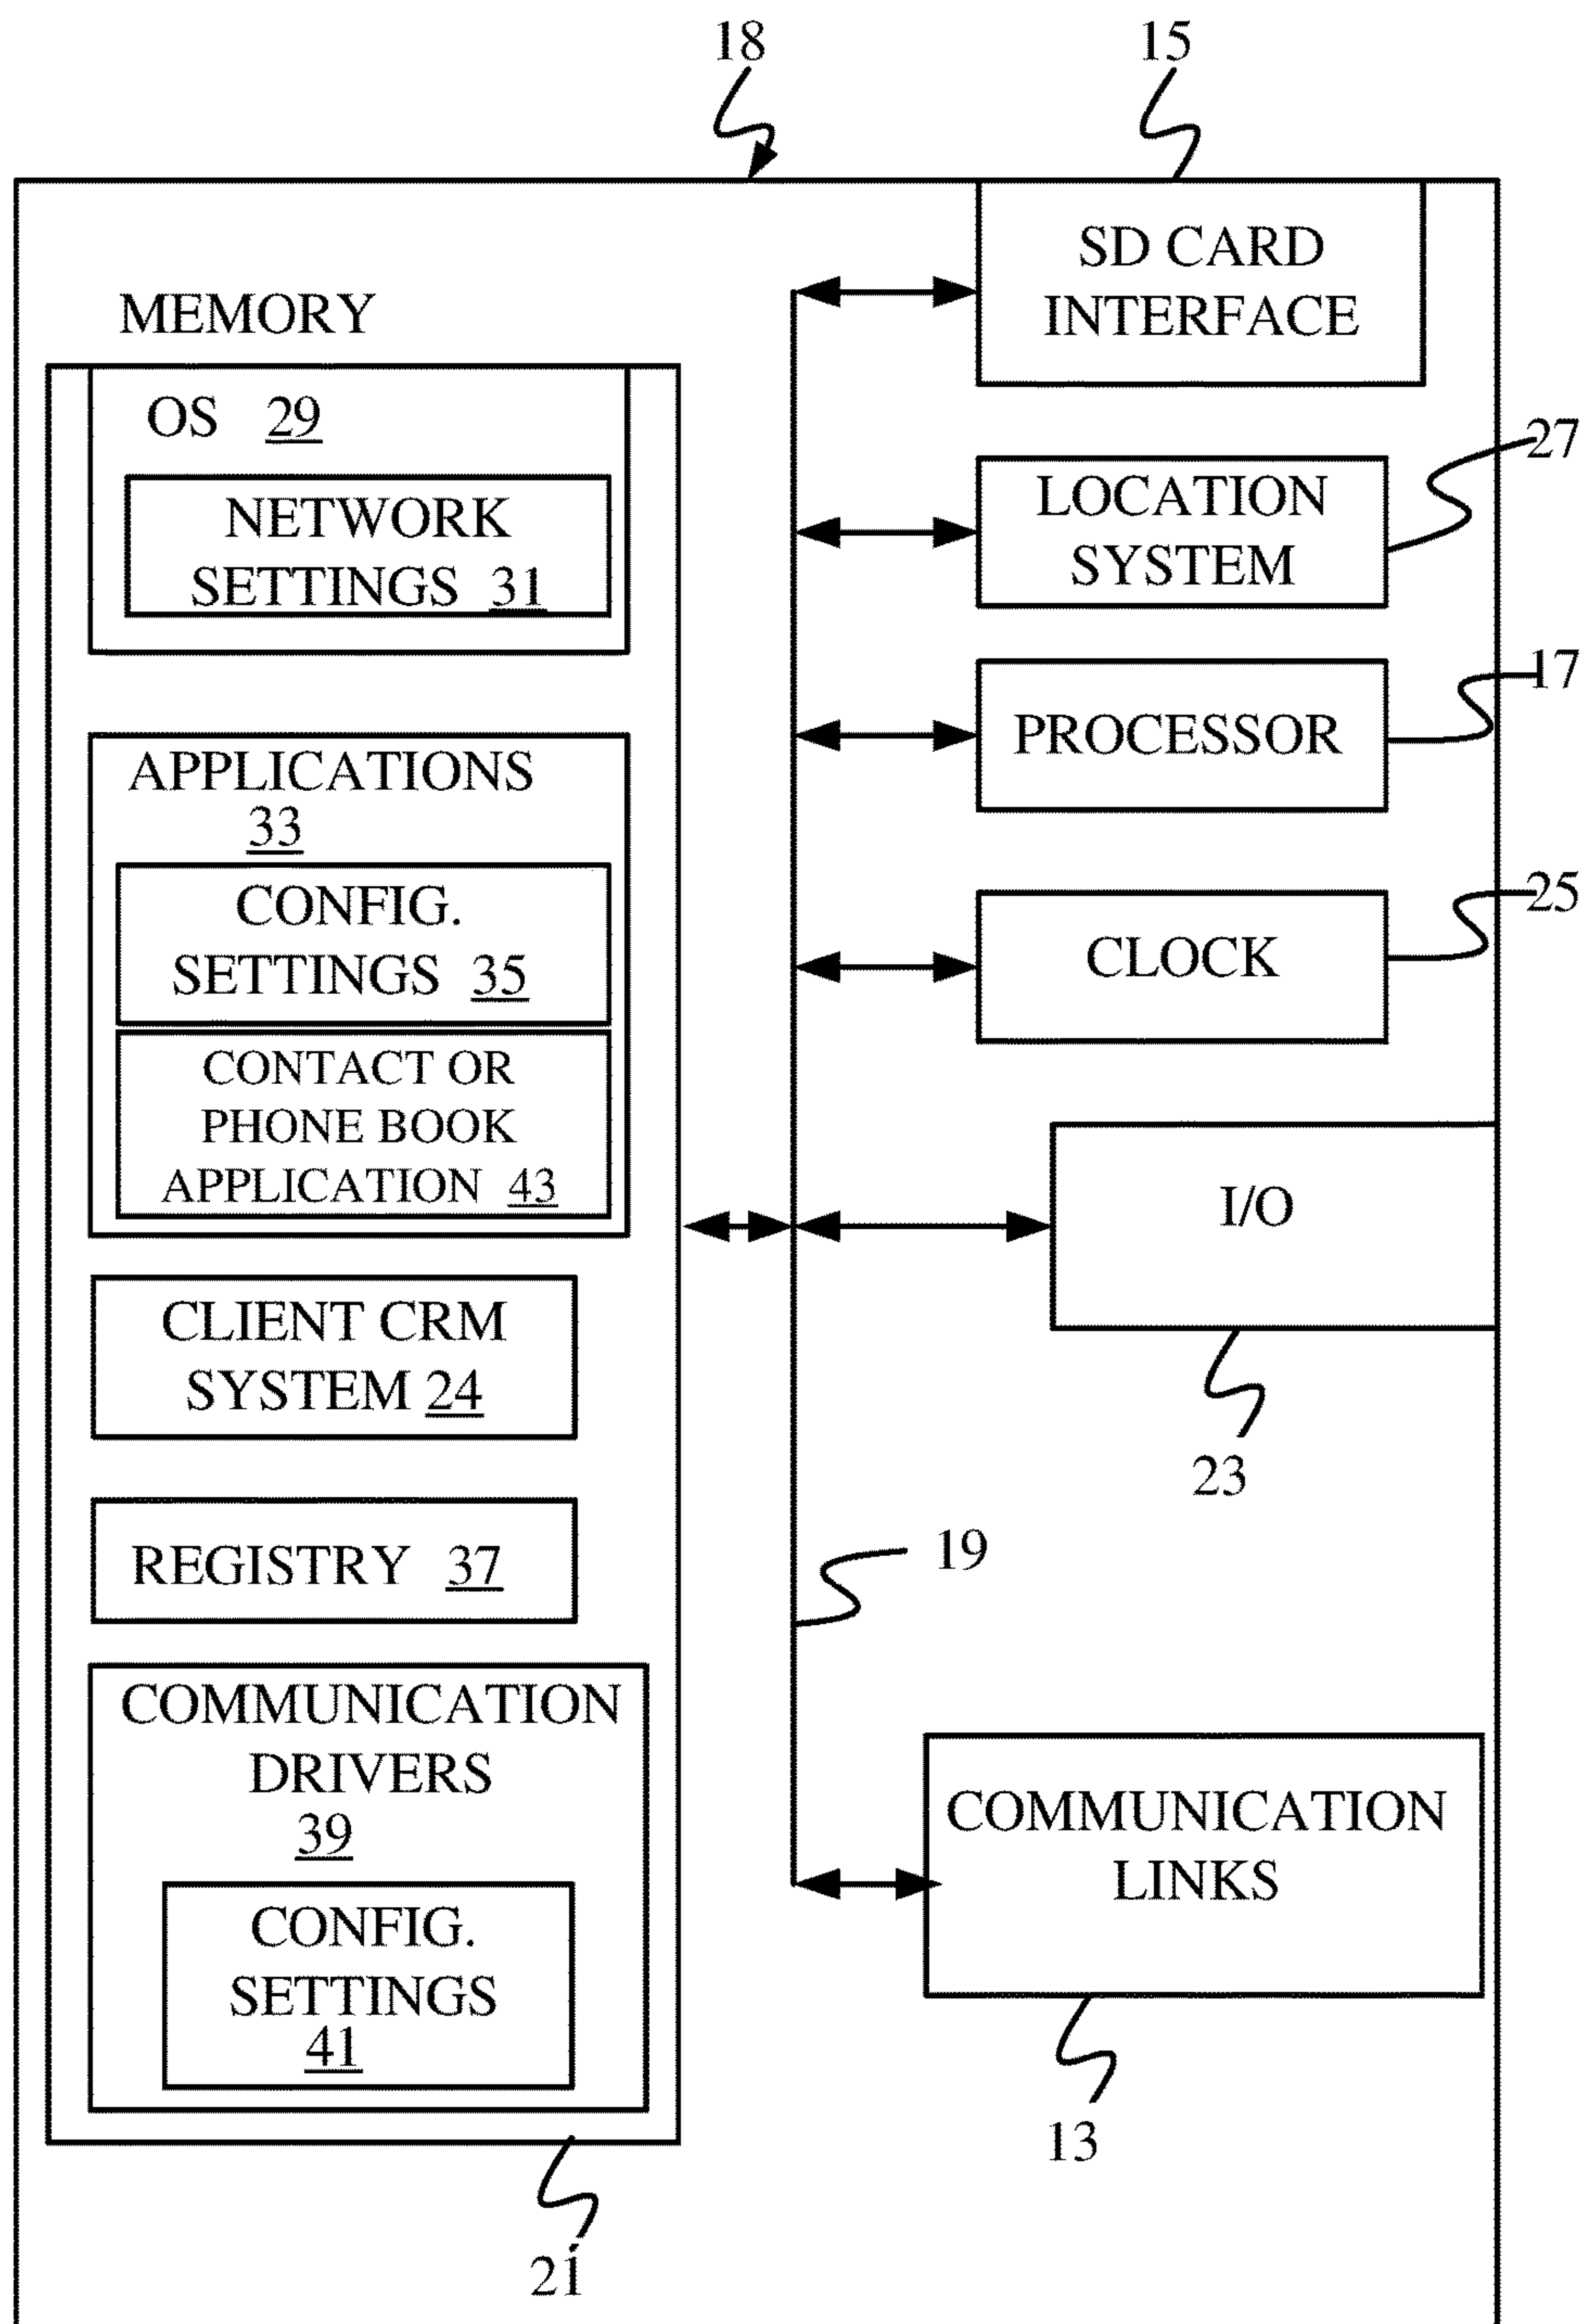 18
15
MEMORY
OS 29
NETWORK
SETTINGS 31
APPLICATIONS
33
CONFIG.
SETTINGS 35
CONTACT OR
PHONE BOOK
APPLICATION 43
CLIENT CRM
SYSTEM 24
REGISTRY 37
COMMUNICATION
DRIVERS
39
CONFIG.
SETTINGS
41
21
SD CARD
INTERFACE
LOCATION
SYSTEM
27
PROCESSOR
17
CLOCK
25
I/O
23
19
COMMUNICATION
LINKS
13